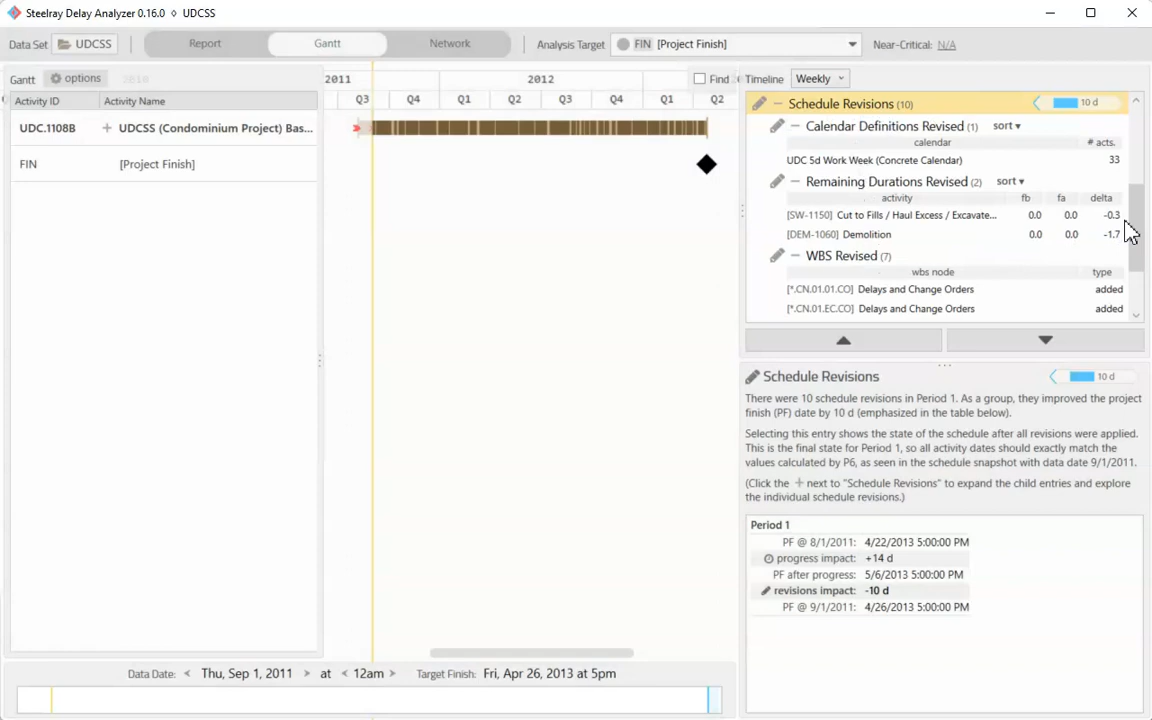 Steelray Delay Analyzer 0.16.0 ◊ UDCSS
Data Set UDCSS Report Gantt Network Analysis Target FIN [Project Finish] Near-Critical: N/A
Gantt options 2010 2011 2012 Find Timeline Weekly
Activity ID Activity Name Q3 Q4 Q1 Q2 Q3 Q4 Q1 Q2
UDC.1108B + UDCSS (Condominium Project) Bas...
FIN [Project Finish]
− Schedule Revisions (10) 10 d
− Calendar Definitions Revised (1) sort ▾
calendar # acts.
UDC 5d Work Week (Concrete Calendar) 33
− Remaining Durations Revised (2) sort ▾
activity fb fa delta
[SW-1150] Cut to Fills / Haul Excess / Excavate... 0.0 0.0 -0.3
[DEM-1060] Demolition 0.0 0.0 -1.7
− WBS Revised (7)
wbs node type
[*.CN.01.01.CO] Delays and Change Orders added
[*.CN.01.EC.CO] Delays and Change Orders added
Schedule Revisions 10 d
There were 10 schedule revisions in Period 1. As a group, they improved the project
finish (PF) date by 10 d (emphasized in the table below).
Selecting this entry shows the state of the schedule after all revisions were applied.
This is the final state for Period 1, so all activity dates should exactly match the
values calculated by P6, as seen in the schedule snapshot with data date 9/1/2011.
(Click the + next to "Schedule Revisions" to expand the child entries and explore
the individual schedule revisions.)
Period 1
PF @ 8/1/2011: 4/22/2013 5:00:00 PM
progress impact: +14 d
PF after progress: 5/6/2013 5:00:00 PM
revisions impact: -10 d
PF @ 9/1/2011: 4/26/2013 5:00:00 PM
Data Date: < Thu, Sep 1, 2011 > at < 12am > Target Finish: Fri, Apr 26, 2013 at 5pm